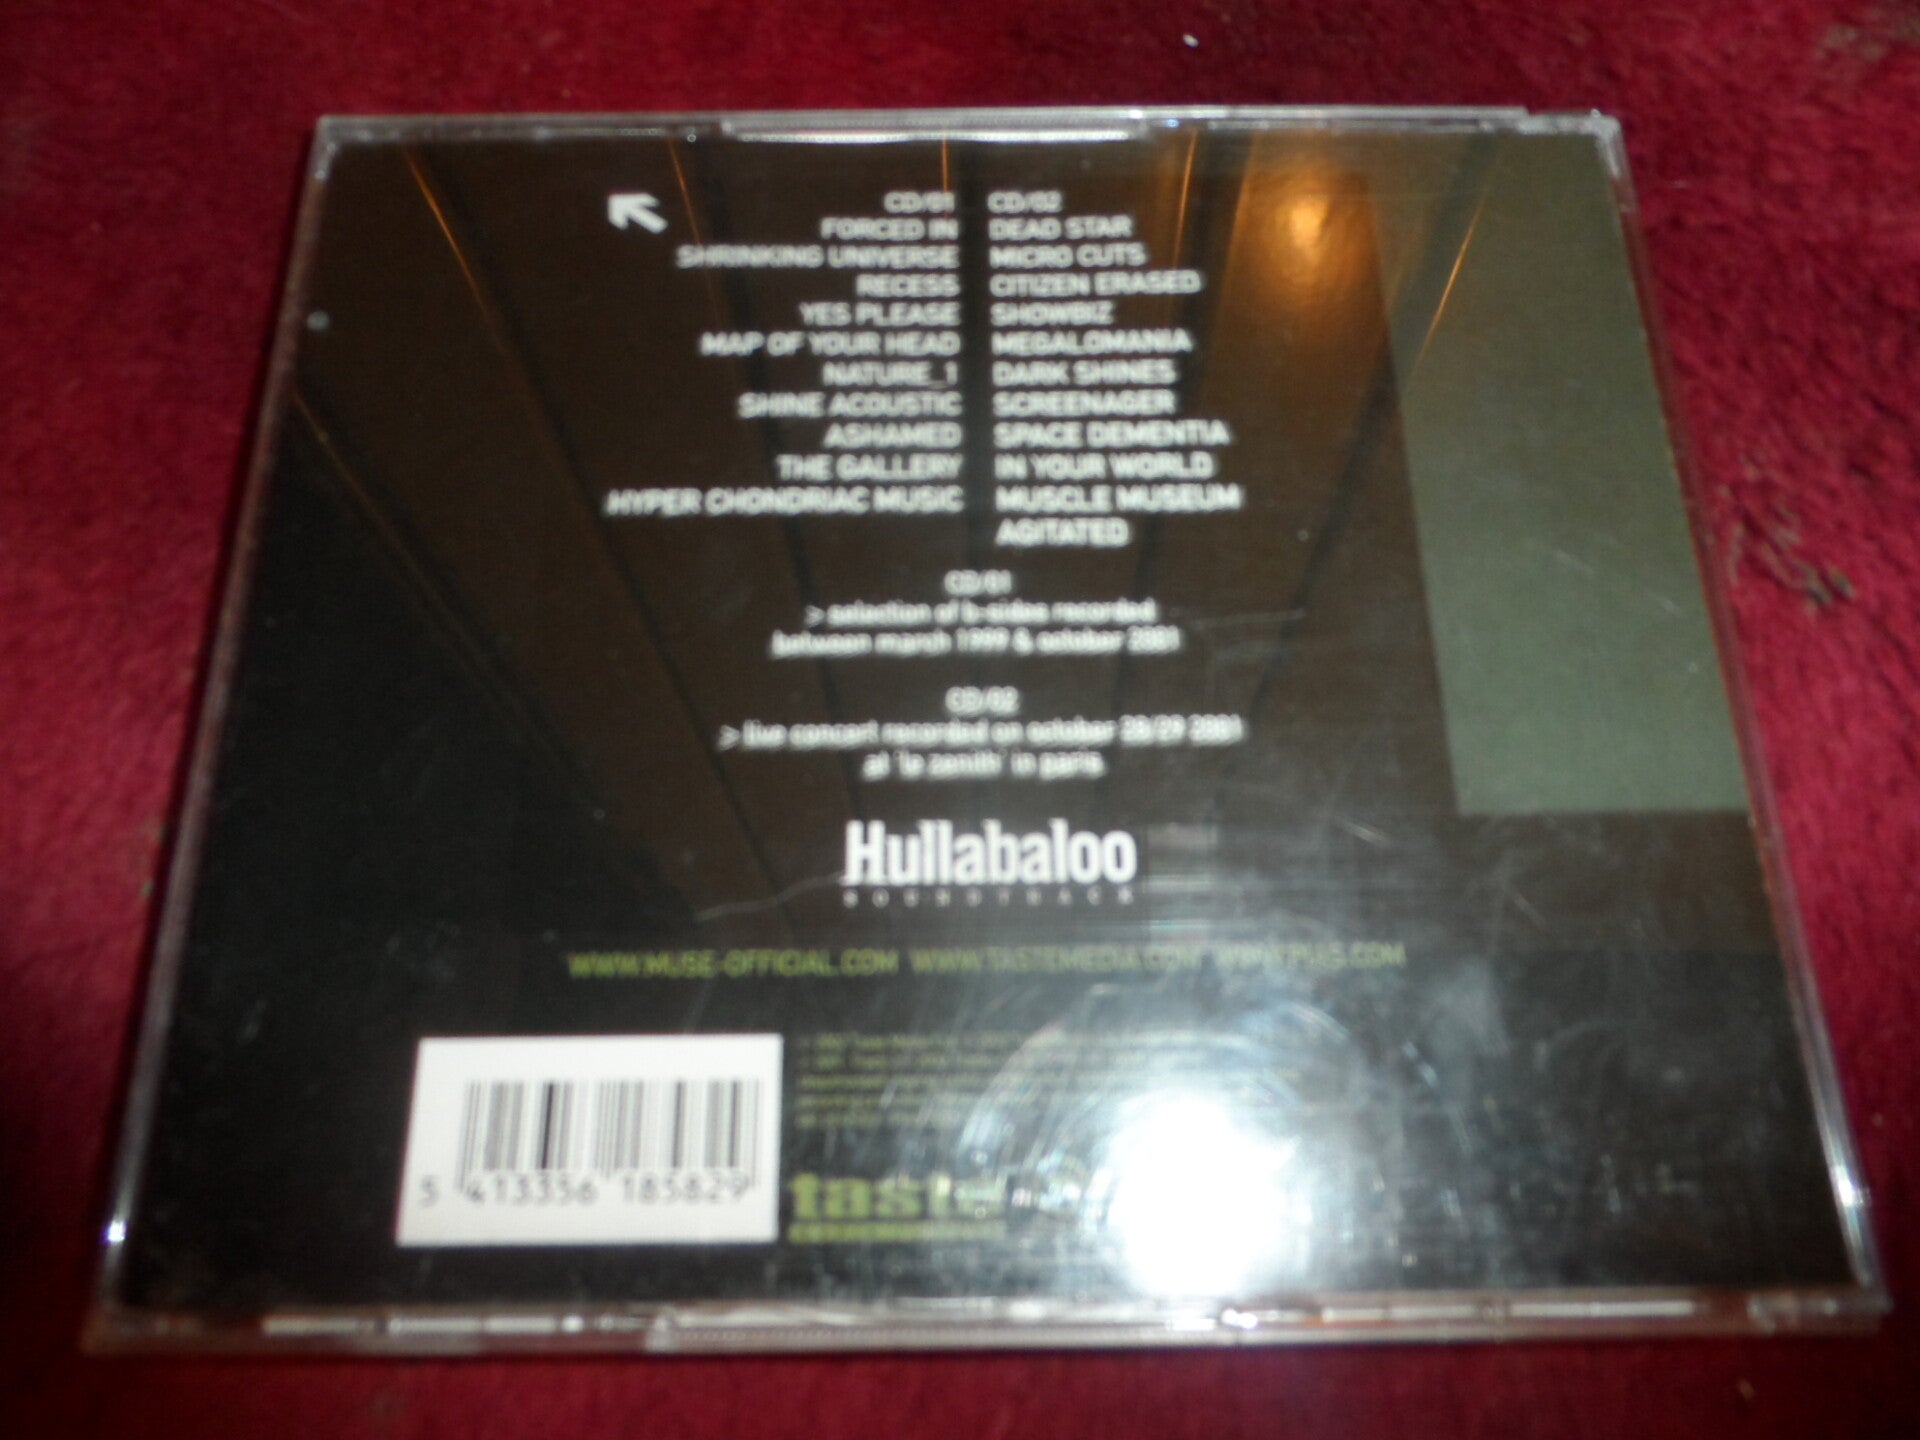 CD/01
FORCED IN
SHRINKING UNIVERSE
RECESS
YES PLEASE
MAP OF YOUR HEAD
NATURE_1
SHINE ACOUSTIC
ASHAMED
THE GALLERY
HYPER CHONDRIAC MUSIC
CD/02
DEAD STAR
MICRO CUTS
CITIZEN ERASED
SHOWBIZ
MEGALOMANIA
DARK SHINES
SCREENAGER
SPACE DEMENTIA
IN YOUR WORLD
MUSCLE MUSEUM
AGITATED
CD/01
> selection of b-sides recorded
between march 1999 & october 2001
CD/02
> live concert recorded on october 28/29 2001
at 'le zenith' in paris
Hullabaloo
SOUNDTRACK
WWW.MUSE-OFFICIAL.COM WWW.TASTEMEDIA.COM
5 413356 185829
taste